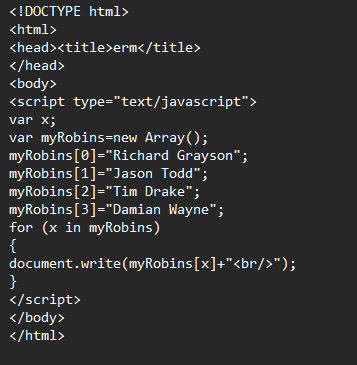 <!DOCTYPE html>
<html>
<head><title>erm</title>
</head>
<body>
<script type="text/javascript">
var x;
var myRobins=new Array();
myRobins[0]="Richard Grayson";
myRobins[1]="Jason Todd";
myRobins[2]="Tim Drake";
myRobins[3]="Damian Wayne";
for (x in myRobins)
{
document.write(myRobins[x]+"<br/>");
}
</script>
</body>
</html>